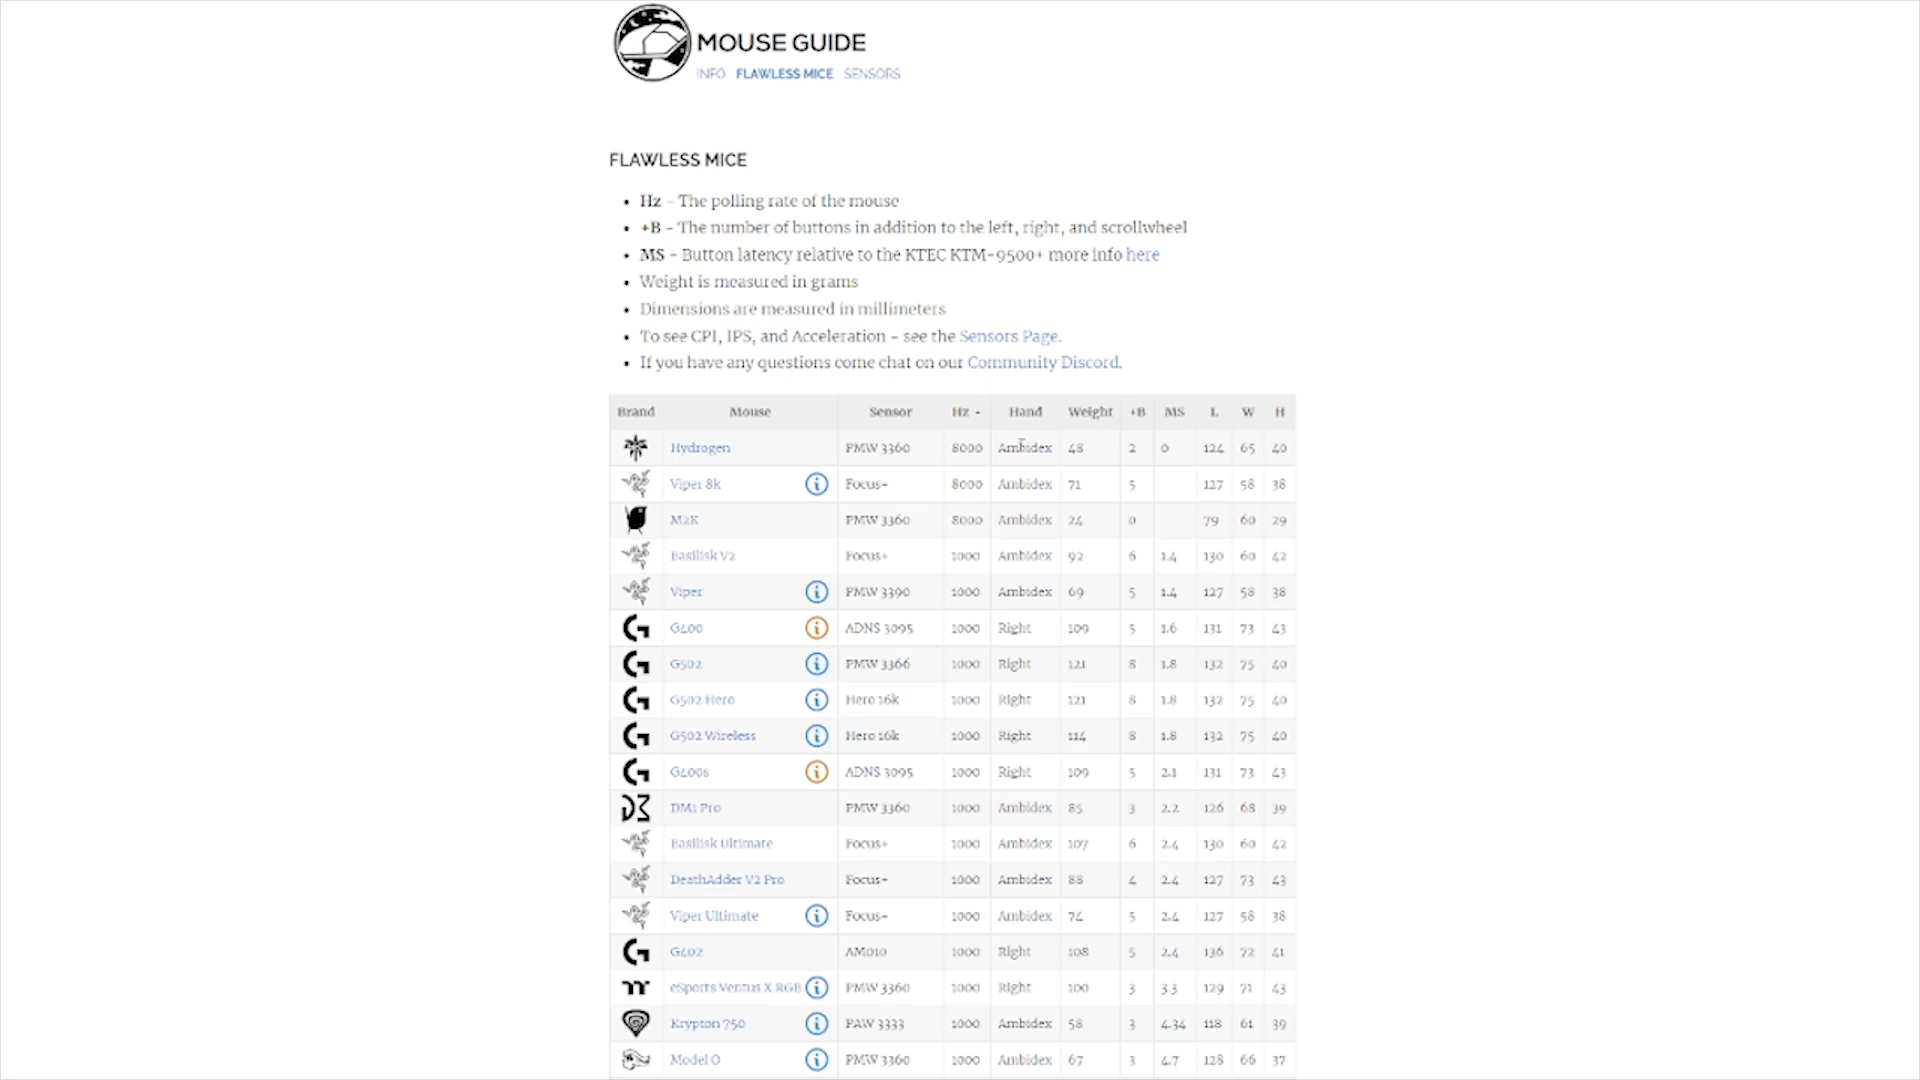 MOUSE GUIDE
INFO FLAWLESS MICE SENSORS
FLAWLESS MICE
• Hz - The polling rate of the mouse
• +B - The number of buttons in addition to the left, right, and scrollwheel
• MS - Button latency relative to the KTEC KTM-9500+ more info here
• Weight is measured in grams
• Dimensions are measured in millimeters
• To see CPI, IPS, and Acceleration - see the Sensors Page.
• If you have any questions come chat on our Community Discord.
Brand Mouse Sensor Hz Hand Weight +B MS L W H
Hydrogen PMW 3360 8000 Ambidex 48 2 0 124 65 40
Viper 8k Focus+ 8000 Ambidex 71 5 127 58 38
M2K PMW 3360 8000 Ambidex 24 0 79 60 29
Basilisk V2 Focus+ 1000 Ambidex 92 6 1.4 130 60 42
Viper PMW 3390 1000 Ambidex 69 5 1.4 127 58 38
G400 ADNS 3095 1000 Right 109 5 1.6 131 73 43
G502 PMW 3366 1000 Right 121 8 1.8 132 75 40
G502 Hero Hero 16k 1000 Right 121 8 1.8 132 75 40
G502 Wireless Hero 16k 1000 Right 114 8 1.8 132 75 40
G400s ADNS 3095 1000 Right 109 5 2.1 131 73 43
DM1 Pro PMW 3360 1000 Ambidex 85 3 2.2 126 68 39
Basilisk Ultimate Focus+ 1000 Ambidex 107 6 2.4 130 60 42
DeathAdder V2 Pro Focus+ 1000 Ambidex 88 4 2.4 127 73 43
Viper Ultimate Focus+ 1000 Ambidex 74 5 2.4 127 58 38
G402 AM010 1000 Right 108 5 2.4 136 72 41
eSports Ventus X RGB PMW 3360 1000 Right 100 3 3.3 129 71 43
Krypton 750 PAW 3333 1000 Ambidex 58 3 4.34 118 61 39
Model O PMW 3360 1000 Ambidex 67 3 4.7 128 66 37